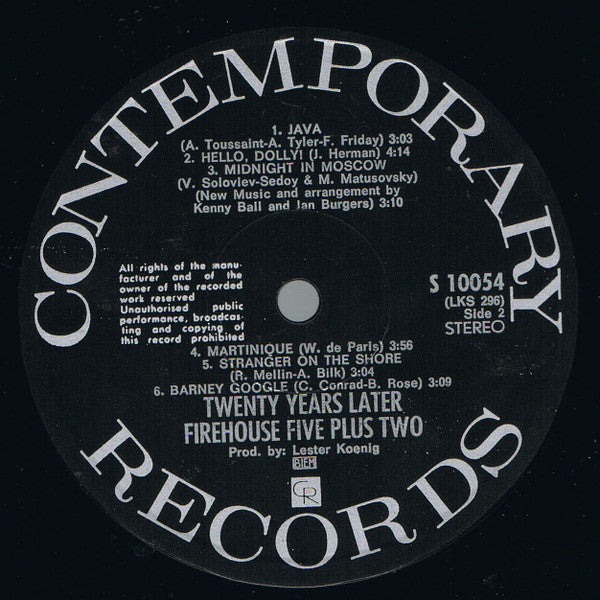 CONTEMPORARY
1. JAVA
(A. Toussaint-A. Tyler-F. Friday) 3:03
2. HELLO, DOLLY! (J. Herman) 4:14
3. MIDNIGHT IN MOSCOW
(V. Soloviev-Sedoy & M. Matusovsky)
(New Music and arrangement by
Kenny Ball and Jan Burgers) 3:10
All rights of the manu-
facturer and of the
owner of the recorded
work reserved
Unauthorised public
performance, broadcas-
ting and copying of
this record prohibited
S 10054
(LKS 296)
Side 2
STEREO
4. MARTINIQUE (W. de Paris) 3:56
5. STRANGER ON THE SHORE
(R. Mellin-A. Bilk) 3:04
6. BARNEY GOOGLE (C. Conrad-B. Rose) 3:09
TWENTY YEARS LATER
FIREHOUSE FIVE PLUS TWO
Prod. by: Lester Koenig
BIEM
CR
RECORDS